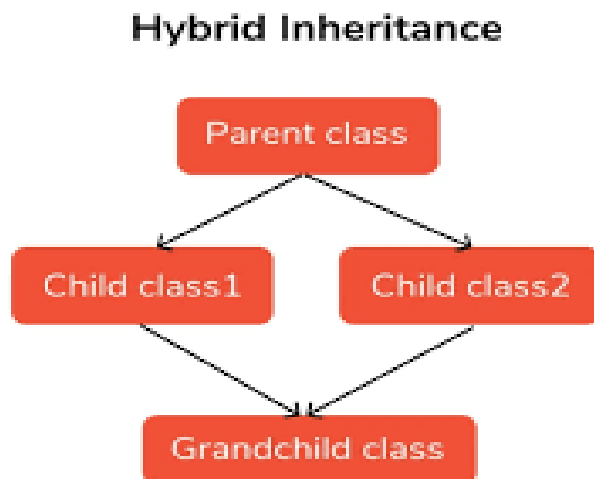 Hybrid Inheritance
Parent class
Child class1
Child class2
Grandchild class